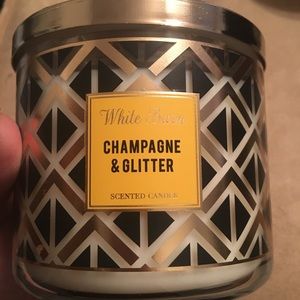 White Barn
CHAMPAGNE
& GLITTER
SCENTED CANDLE